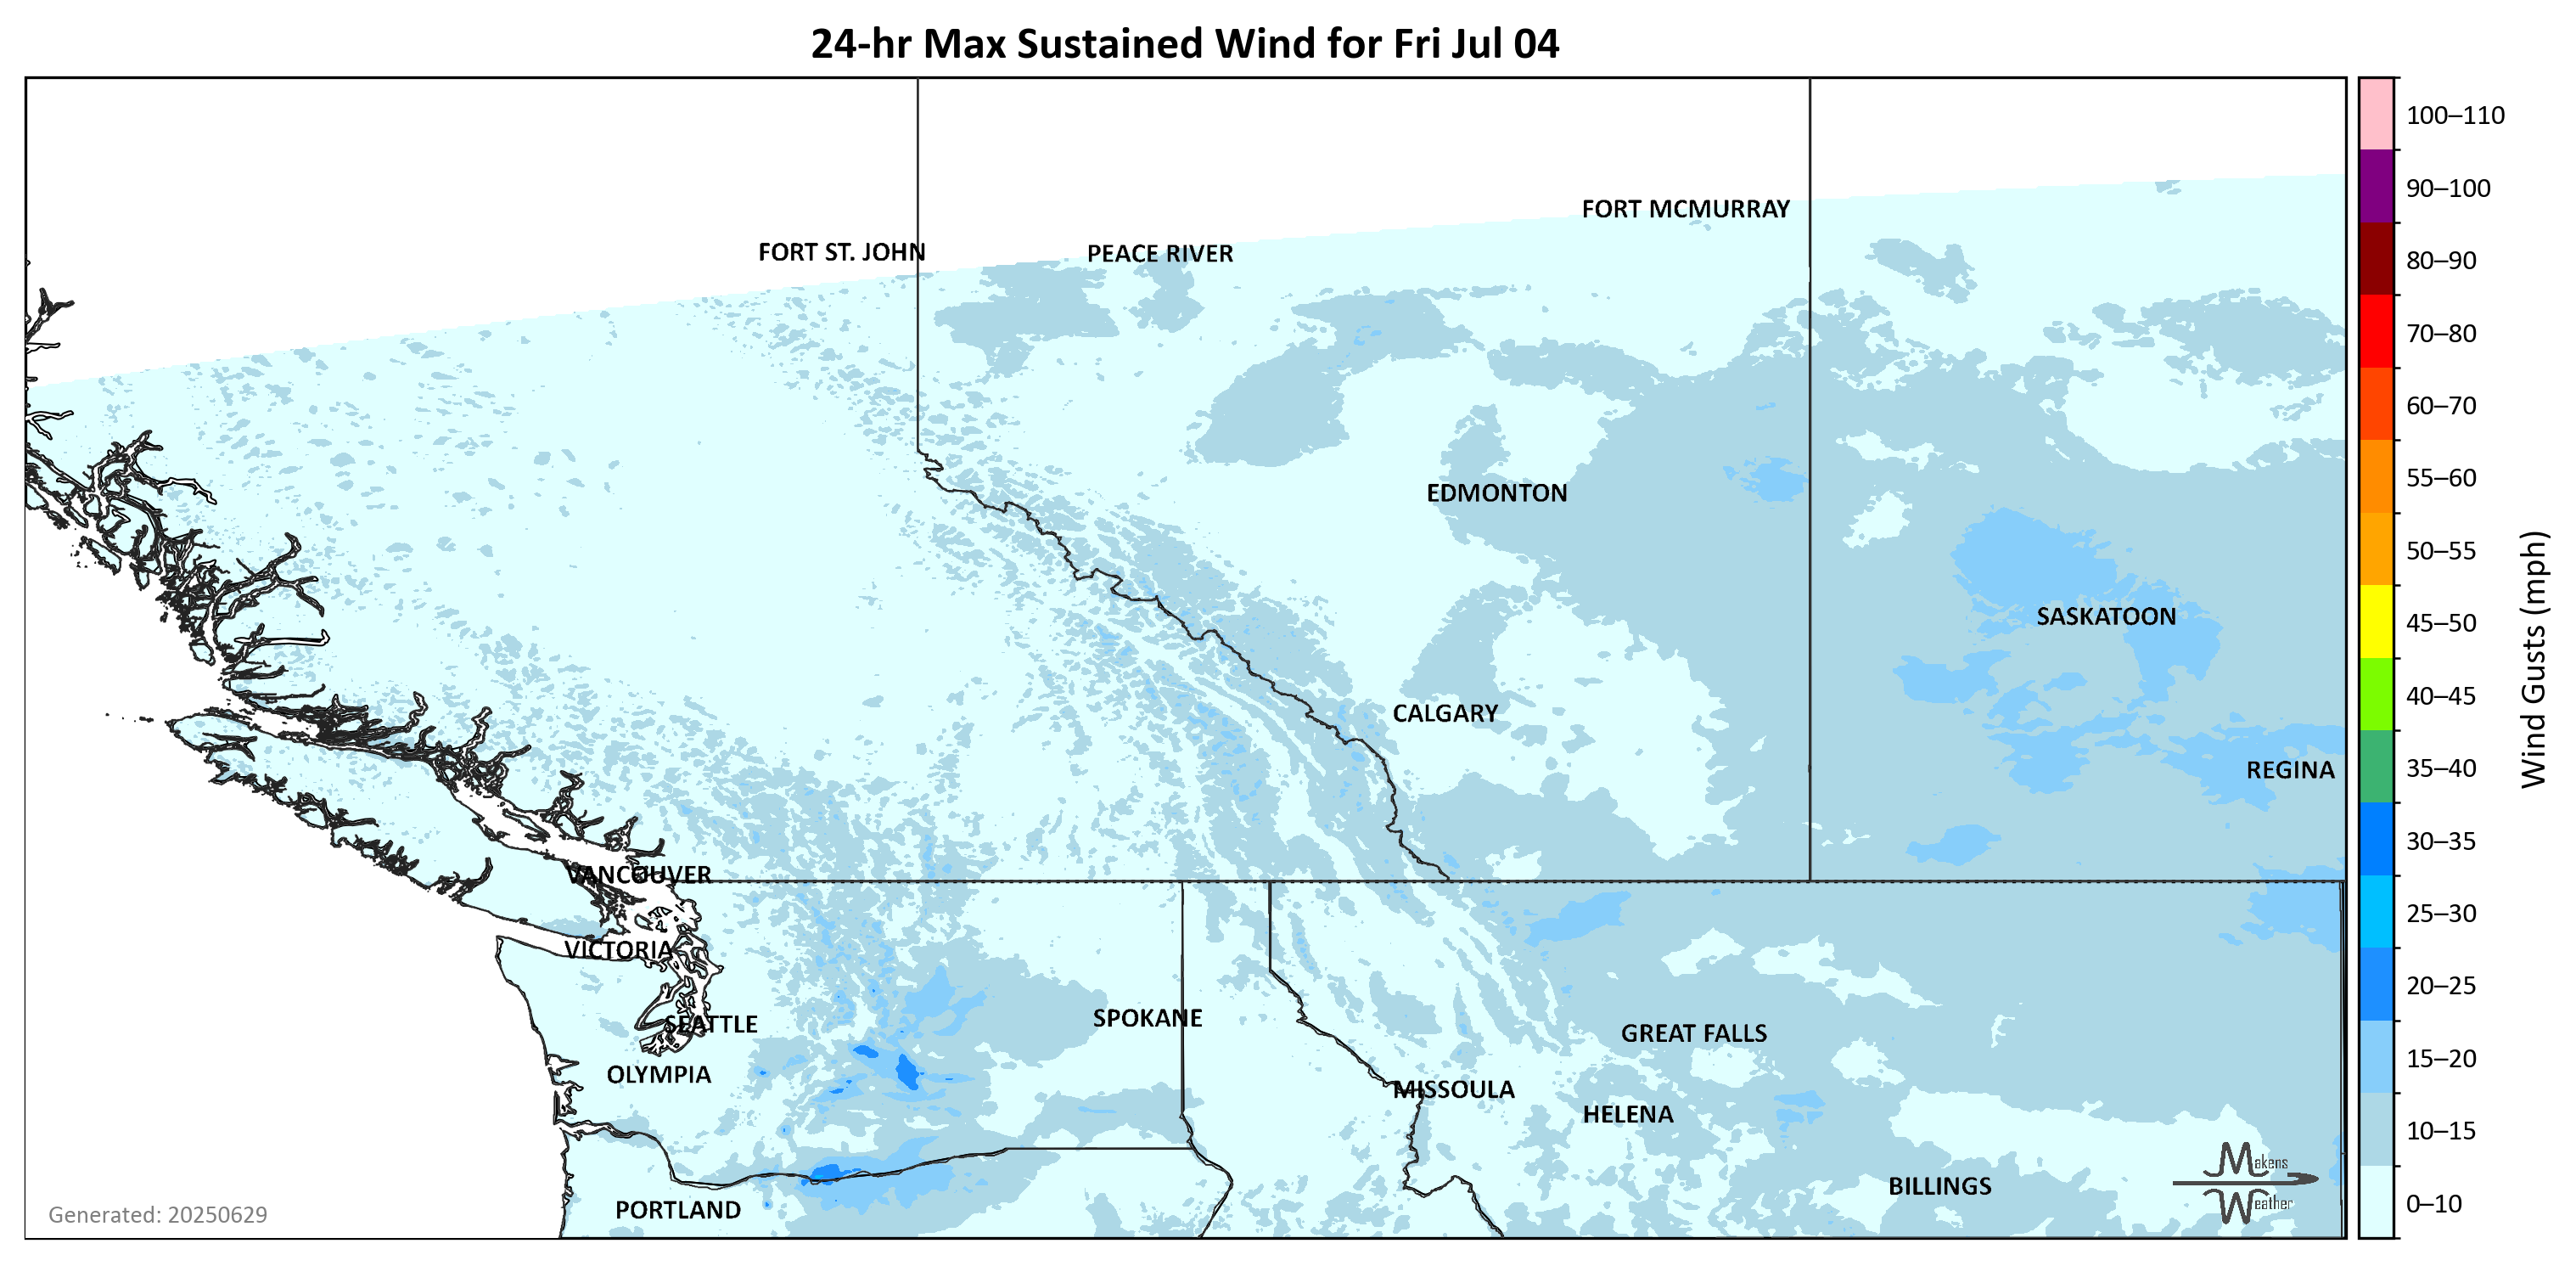 24-hr Max Sustained Wind for Fri Jul 04
FORT MCMURRAY
FORT ST. JOHN
PEACE RIVER
EDMONTON
SASKATOON
CALGARY
REGINA
VANCOUVER
VICTORIA
SPOKANE
SEATTLE
GREAT FALLS
OLYMPIA
MISSOULA
HELENA
BILLINGS
PORTLAND
Makens
Weather
Generated: 20250629
100–110
90–100
80–90
70–80
60–70
55–60
50–55
45–50
40–45
35–40
30–35
25–30
20–25
15–20
10–15
0–10
Wind Gusts (mph)